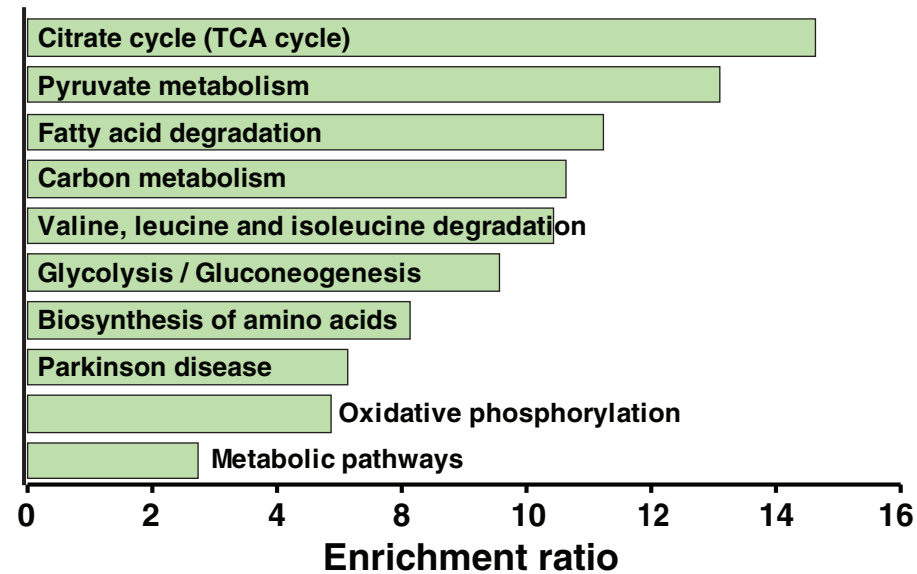 Citrate cycle (TCA cycle)
Pyruvate metabolism
Fatty acid degradation
Carbon metabolism
Valine, leucine and isoleucine degradation
Glycolysis / Gluconeogenesis
Biosynthesis of amino acids
Parkinson disease
Oxidative phosphorylation
Metabolic pathways
0 2 4 8 10 12 14 16
Enrichment ratio